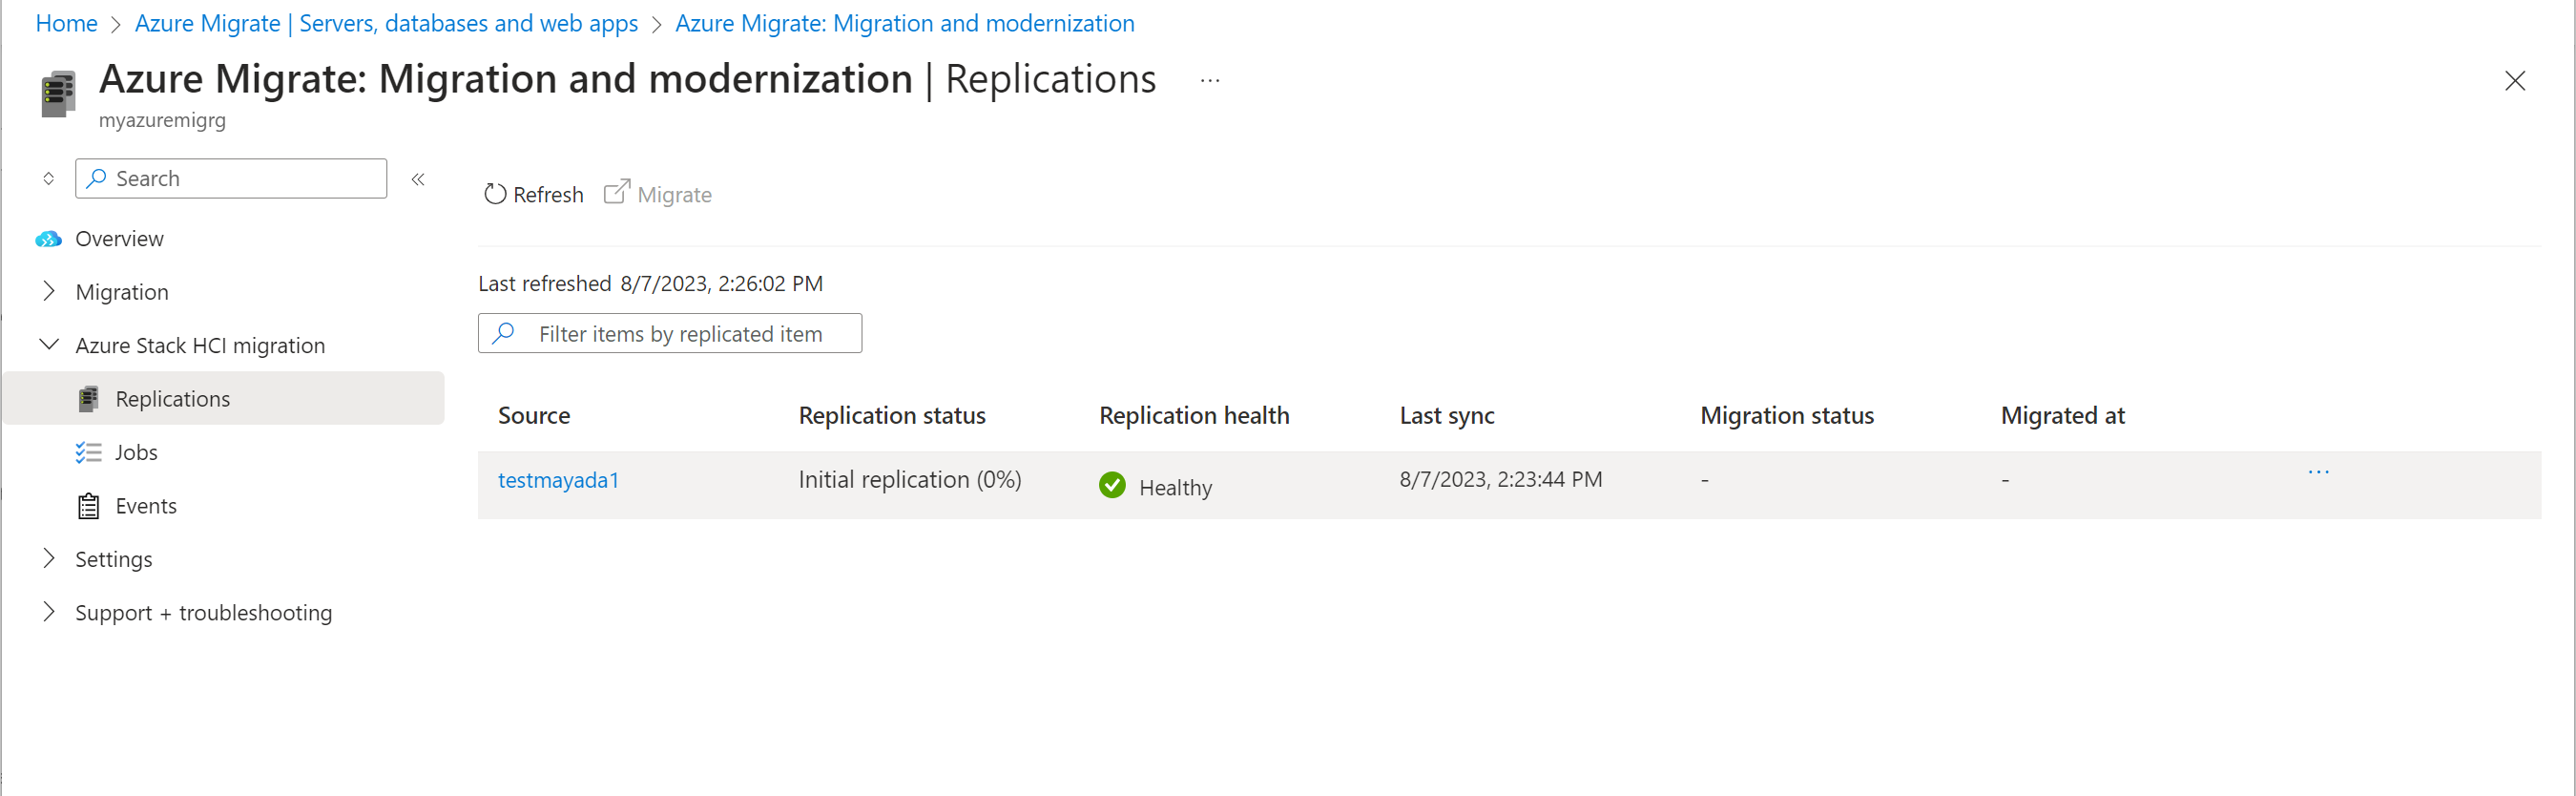 Home > Azure Migrate | Servers, databases and web apps > Azure Migrate: Migration and modernization
Azure Migrate: Migration and modernization | Replications ...
myazuremigrg
Search «
Refresh Migrate
Overview
Migration
Azure Stack HCI migration
Replications
Jobs
Events
Settings
Support + troubleshooting
Last refreshed 8/7/2023, 2:26:02 PM
Filter items by replicated item
Source Replication status Replication health Last sync Migration status Migrated at
testmayada1 Initial replication (0%) Healthy 8/7/2023, 2:23:44 PM - - ...